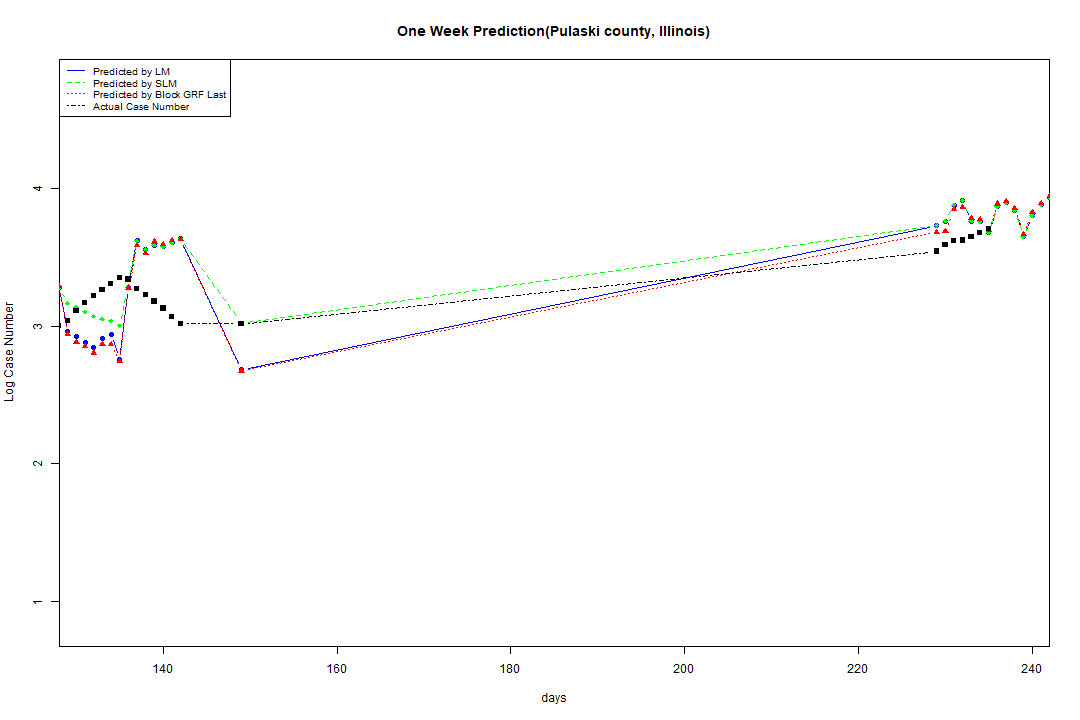 One Week Prediction(Pulaski county, Illinois)
Predicted by LM
Predicted by SLM
Predicted by Block GRF Last
Actual Case Number
4
3
2
1
Log Case Number
140 160 180 200 220 240
days